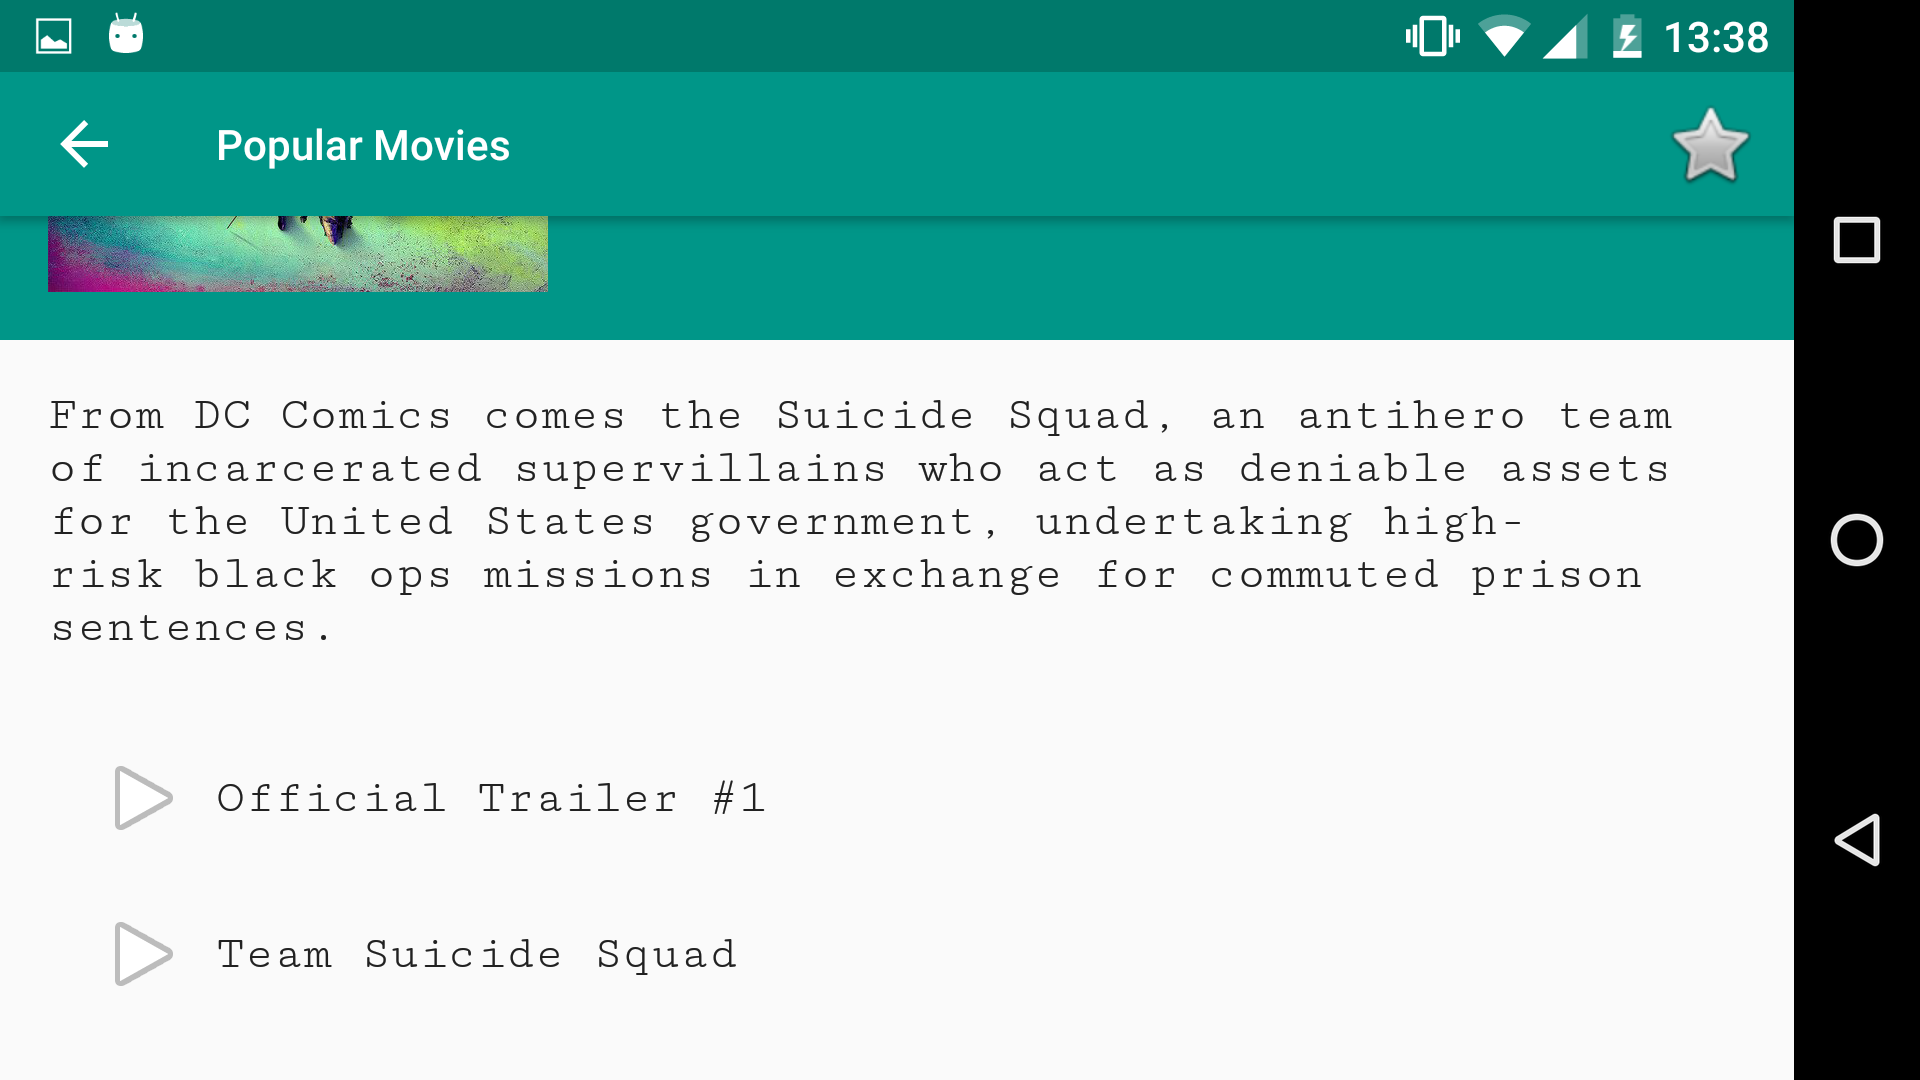 13:38
Popular Movies
From DC Comics comes the Suicide Squad, an antihero team
of incarcerated supervillains who act as deniable assets
for the United States government, undertaking high-
risk black ops missions in exchange for commuted prison
sentences.
Official Trailer #1
Team Suicide Squad